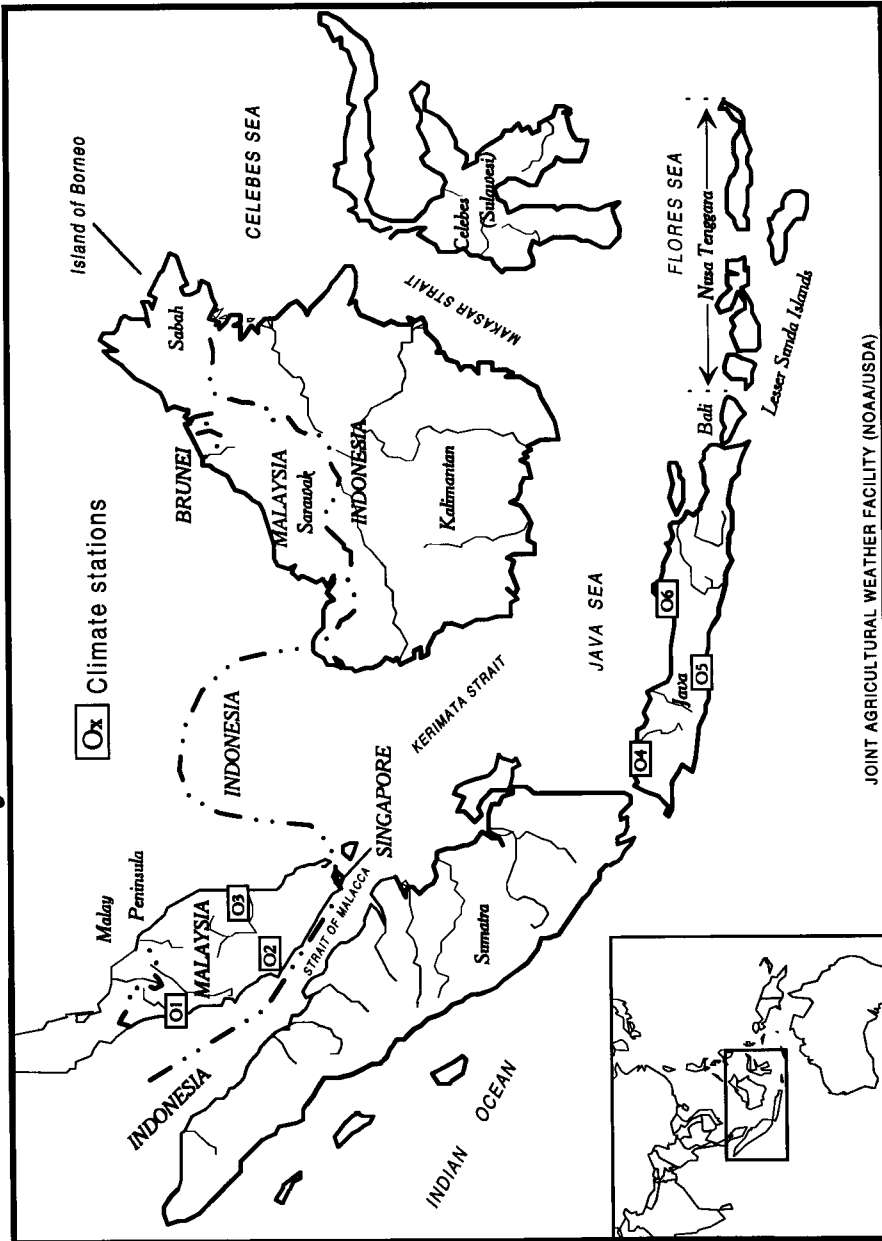 Ox Climate stations
Island of Borneo
CELEBES SEA
Malay
Peninsula
MALAYSIA
O1
O2
O3
INDONESIA
STRAIT OF MALACCA
SINGAPORE
INDONESIA
BRUNEI
Sabah
MALAYSIA
Sarawak
INDONESIA
Kalimantan
MAKASAR STRAIT
Celebes
(Sulawesi)
Sumatra
KERIMATA STRAIT
INDIAN OCEAN
JAVA SEA
FLORES SEA
O4
O5
O6
Java
Bali
Nusa Tenggara
Lesser Sunda Islands
JOINT AGRICULTURAL WEATHER FACILITY (NOAA/USDA)